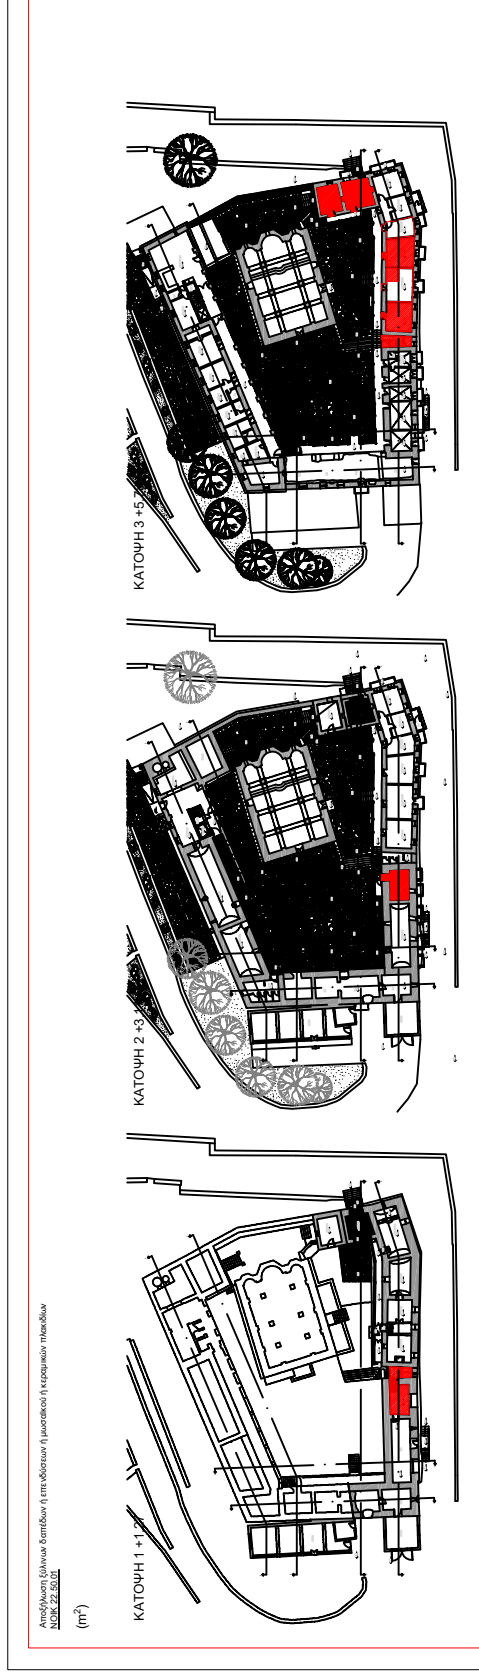 Αποξήλωση ξύλινων δαπέδων ή επενδύσεων ή μωσαϊκού ή κεραμικών πλακιδίων
ΝΟΙΚ 22.50.01
(m²)
ΚΑΤΟΨΗ 1 +1.27
ΚΑΤΟΨΗ 2 +3.1
ΚΑΤΟΨΗ 3 +5.7